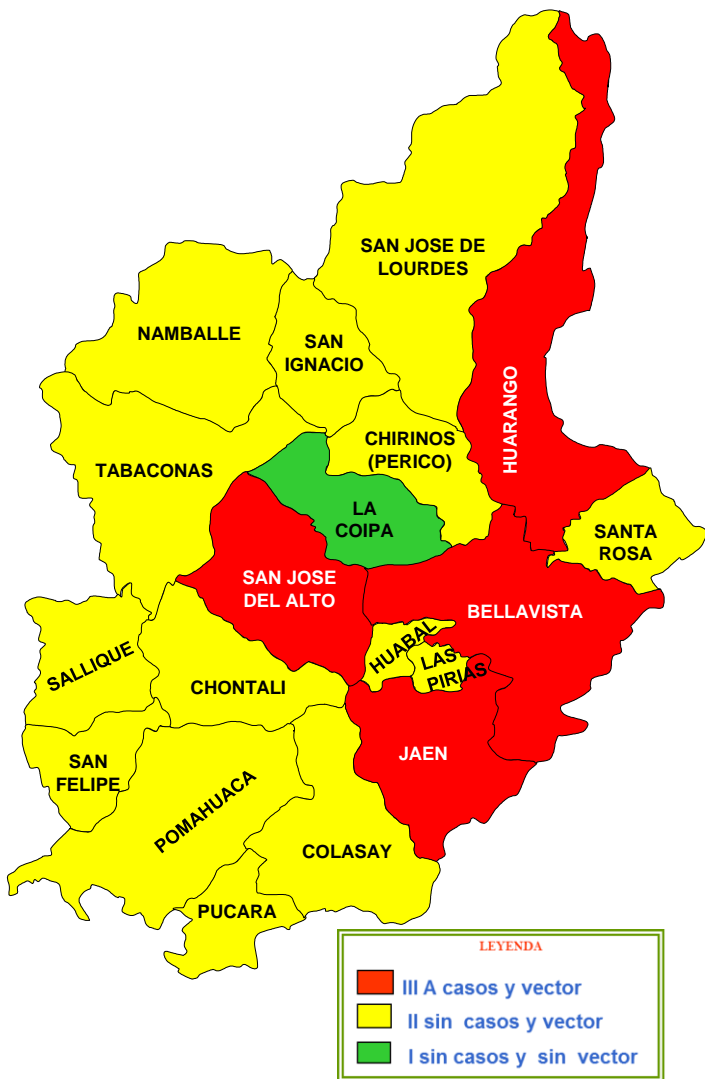 SAN JOSE DE
LOURDES
NAMBALLE
SAN
IGNACIO
HUARANGO
CHIRINOS
(PERICO)
TABACONAS
LA
COIPA
SANTA
ROSA
SAN JOSE
DEL ALTO
BELLAVISTA
HUABAL
LAS
PIRIAS
SALLIQUE
CHONTALI
SAN
FELIPE
JAEN
POMAHUACA
COLASAY
PUCARA
LEYENDA
III A casos y vector
II sin casos y vector
I sin casos y sin vector